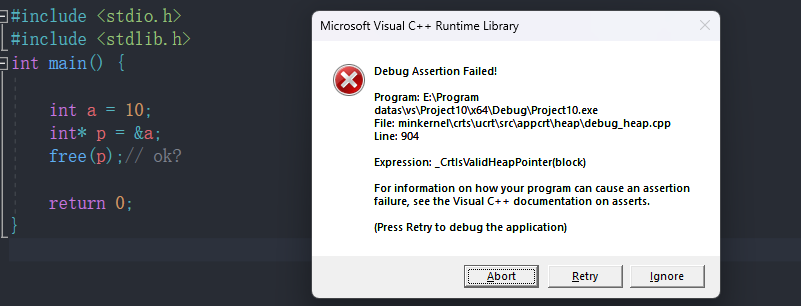 #include <stdio.h>
#include <stdlib.h>
int main() {
int a = 10;
int* p = &a;
free(p);// ok?
return 0;
}
Microsoft Visual C++ Runtime Library
Debug Assertion Failed!
Program: E:\Program
datas\vs\Project10\x64\Debug\Project10.exe
File: minkernel\crts\ucrt\src\appcrt\heap\debug_heap.cpp
Line: 904
Expression: _CrtIsValidHeapPointer(block)
For information on how your program can cause an assertion
failure, see the Visual C++ documentation on asserts.
(Press Retry to debug the application)
Abort
Retry
Ignore